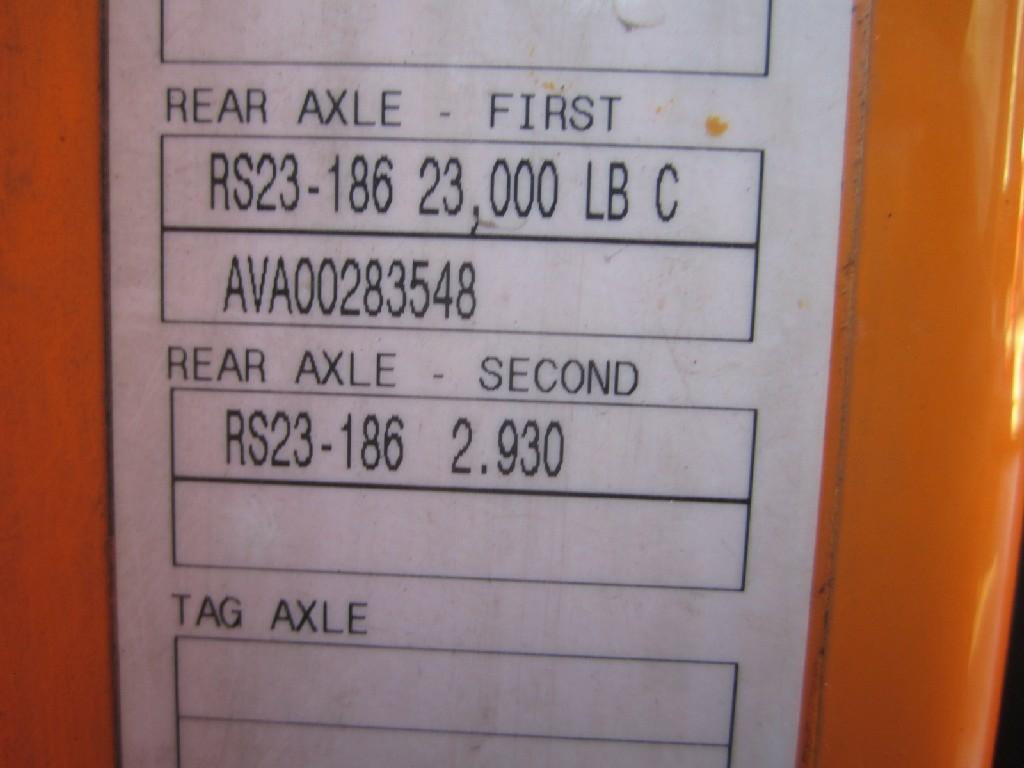 REAR AXLE - FIRST
RS23-186 23,000 LB C
AVA00283548
REAR AXLE - SECOND
RS23-186 2.930
TAG AXLE